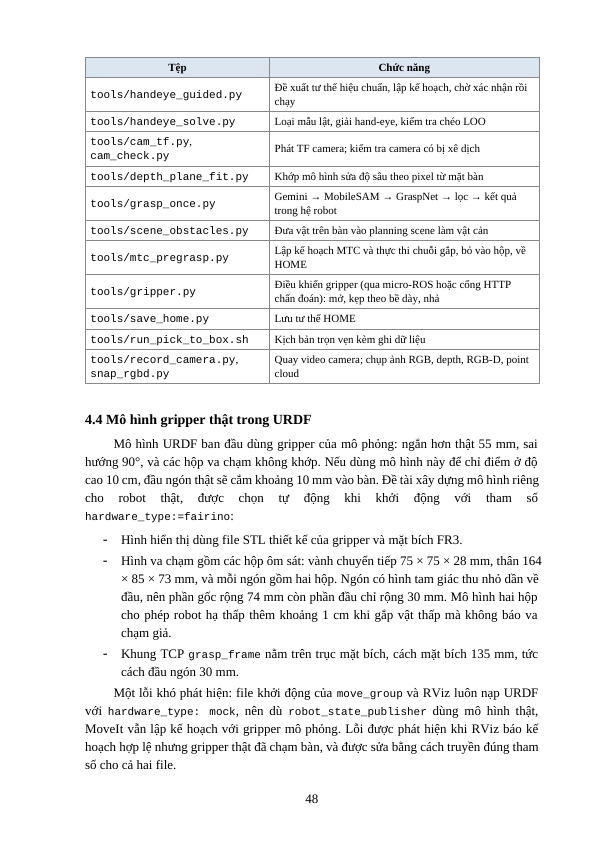 Tệp Chức năng
tools/handeye_guided.py Đề xuất tư thế hiệu chuẩn, lập kế hoạch, chờ xác nhận rồi
chạy
tools/handeye_solve.py Loại mẫu lật, giải hand-eye, kiểm tra chéo LOO
tools/cam_tf.py,
cam_check.py Phát TF camera; kiểm tra camera có bị xê dịch
tools/depth_plane_fit.py Khớp mô hình sửa độ sâu theo pixel từ mặt bàn
tools/grasp_once.py Gemini → MobileSAM → GraspNet → lọc → kết quả
trong hệ robot
tools/scene_obstacles.py Đưa vật trên bàn vào planning scene làm vật cản
tools/mtc_pregrasp.py Lập kế hoạch MTC và thực thi chuỗi gắp, bỏ vào hộp, về
HOME
tools/gripper.py Điều khiển gripper (qua micro-ROS hoặc cổng HTTP
chẩn đoán): mở, kẹp theo bề dày, nhả
tools/save_home.py Lưu tư thế HOME
tools/run_pick_to_box.sh Kịch bản trọn vẹn kèm ghi dữ liệu
tools/record_camera.py,
snap_rgbd.py Quay video camera; chụp ảnh RGB, depth, RGB-D, point
cloud
4.4 Mô hình gripper thật trong URDF
Mô hình URDF ban đầu dùng gripper của mô phỏng: ngắn hơn thật 55 mm, sai
hướng 90°, và các hộp va chạm không khớp. Nếu dùng mô hình này để chỉ điểm ở độ
cao 10 cm, đầu ngón thật sẽ cắm khoảng 10 mm vào bàn. Đề tài xây dựng mô hình riêng
cho robot thật, được chọn tự động khi khởi động với tham số
hardware_type:=fairino:
- Hình hiển thị dùng file STL thiết kế của gripper và mặt bích FR3.
- Hình va chạm gồm các hộp ôm sát: vành chuyển tiếp 75 × 75 × 28 mm, thân 164
× 85 × 73 mm, và mỗi ngón gồm hai hộp. Ngón có hình tam giác thu nhỏ dần về
đầu, nên phần gốc rộng 74 mm còn phần đầu chỉ rộng 30 mm. Mô hình hai hộp
cho phép robot hạ thấp thêm khoảng 1 cm khi gắp vật thấp mà không báo va
chạm giả.
- Khung TCP grasp_frame nằm trên trục mặt bích, cách mặt bích 135 mm, tức
cách đầu ngón 30 mm.
Một lỗi khó phát hiện: file khởi động của move_group và RViz luôn nạp URDF
với hardware_type: mock, nên dù robot_state_publisher dùng mô hình thật,
MoveIt vẫn lập kế hoạch với gripper mô phỏng. Lỗi được phát hiện khi RViz báo kế
hoạch hợp lệ nhưng gripper thật đã chạm bàn, và được sửa bằng cách truyền đúng tham
số cho cả hai file.
48